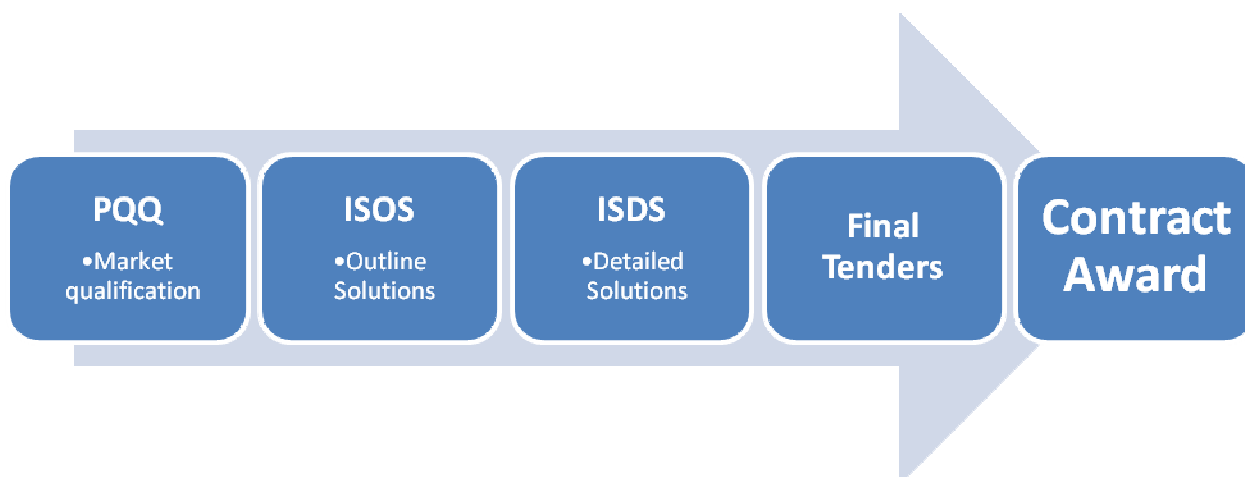 PQQ
•Market
qualification
ISOS
•Outline
Solutions
ISDS
•Detailed
Solutions
Final
Tenders
Contract
Award